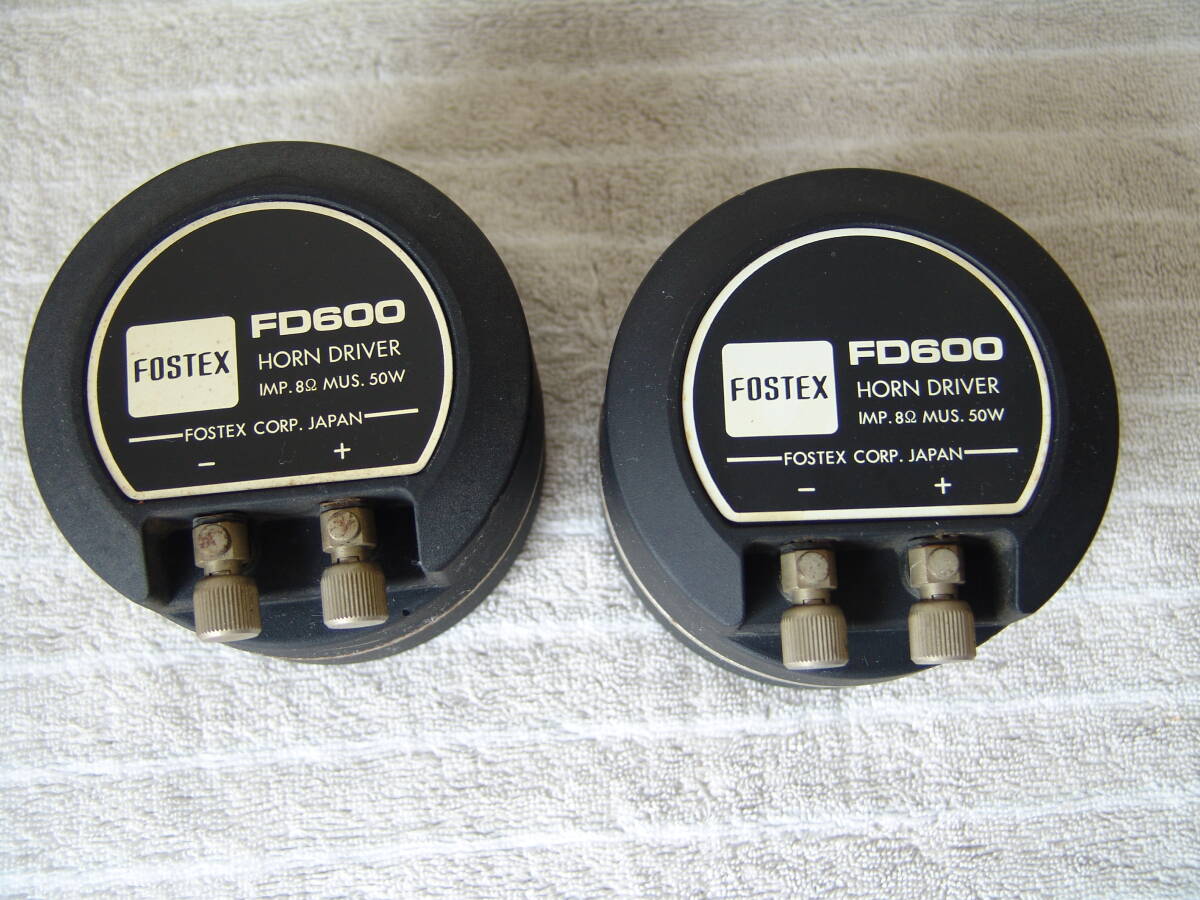 FOSTEX
FD600
HORN DRIVER
IMP. 8Ω MUS. 50W
FOSTEX CORP. JAPAN
- +
FOSTEX
FD600
HORN DRIVER
IMP. 8Ω MUS. 50W
FOSTEX CORP. JAPAN
- +